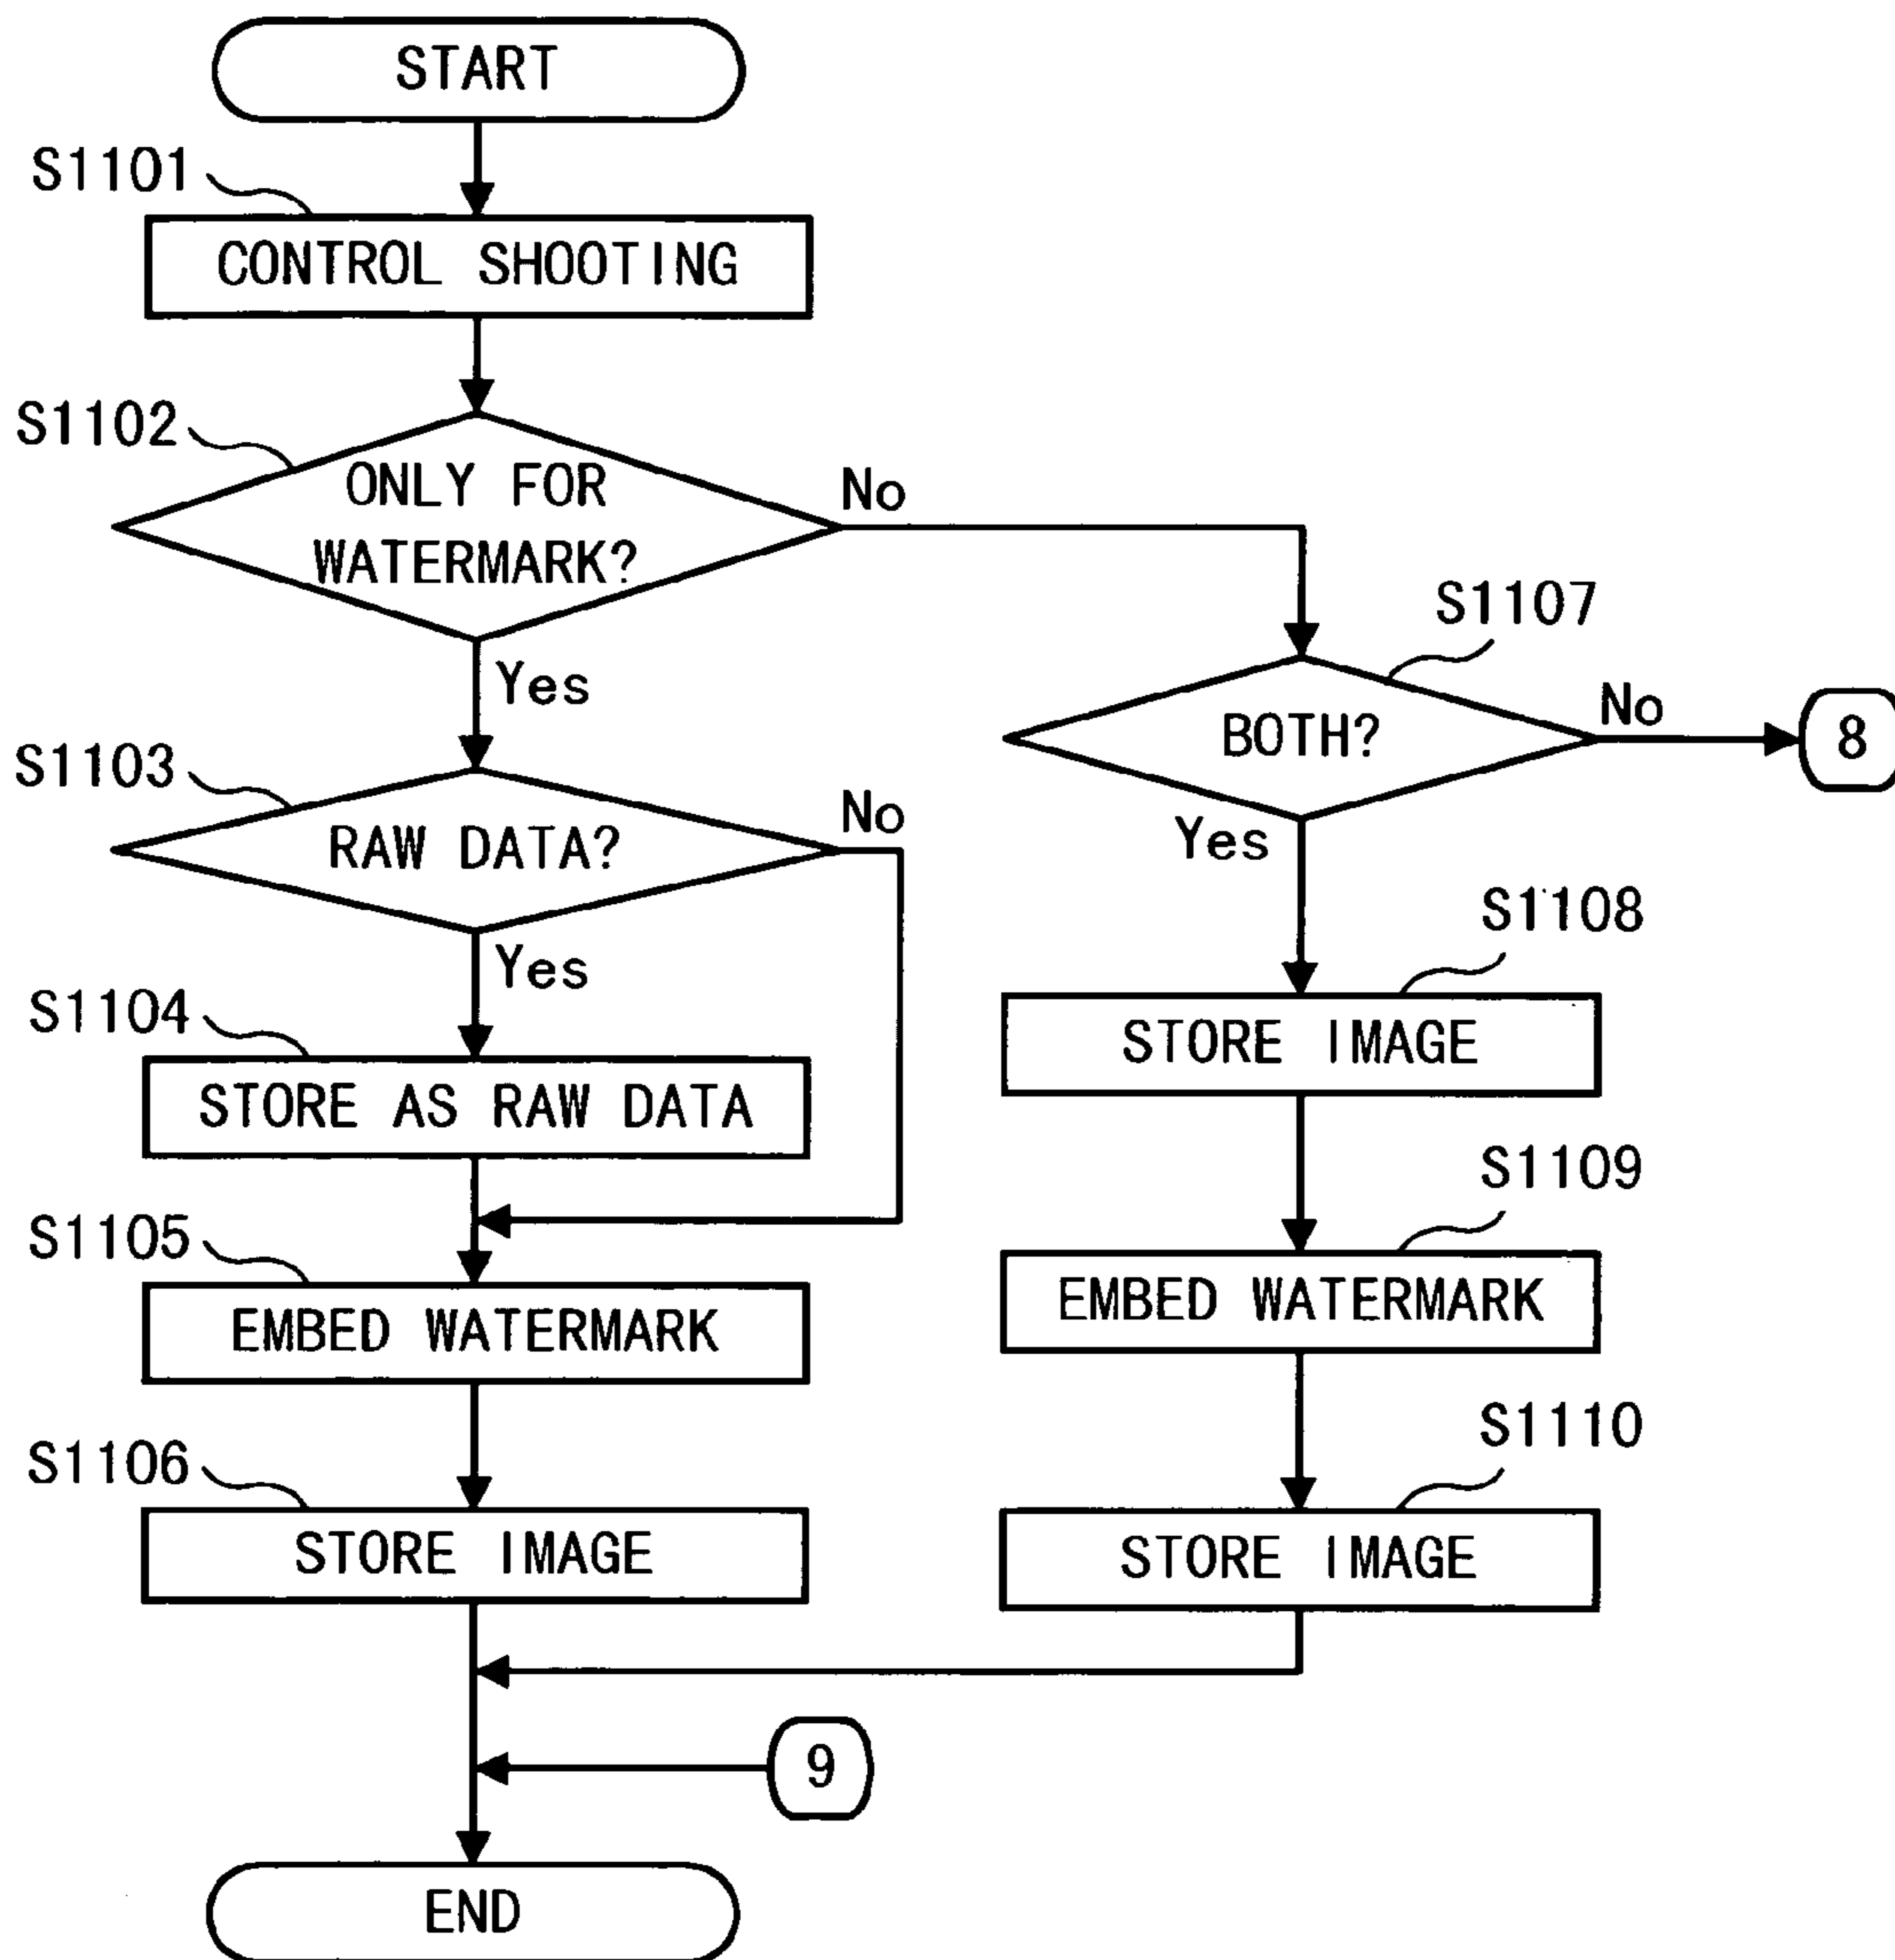 START
S1101
CONTROL SHOOTING
S1102
ONLY FOR
WATERMARK?
No
Yes
S1103
RAW DATA?
No
Yes
S1104
STORE AS RAW DATA
S1105
EMBED WATERMARK
S1106
STORE IMAGE
S1107
BOTH?
No
8
Yes
S1108
STORE IMAGE
S1109
EMBED WATERMARK
S1110
STORE IMAGE
9
END